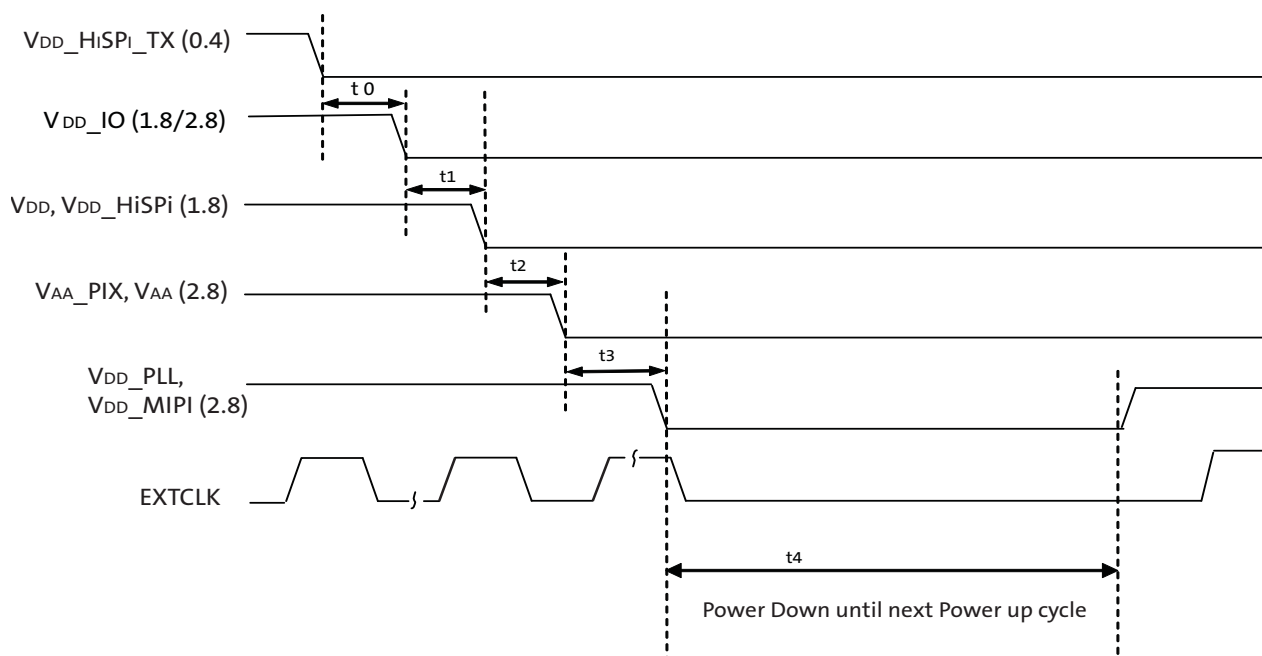 VDD_HiSPi_TX (0.4)
t 0
VDD_IO (1.8/2.8)
t1
VDD, VDD_HiSPi (1.8)
t2
VAA_PIX, VAA (2.8)
t3
VDD_PLL,
VDD_MIPI (2.8)
EXTCLK
t4
Power Down until next Power up cycle